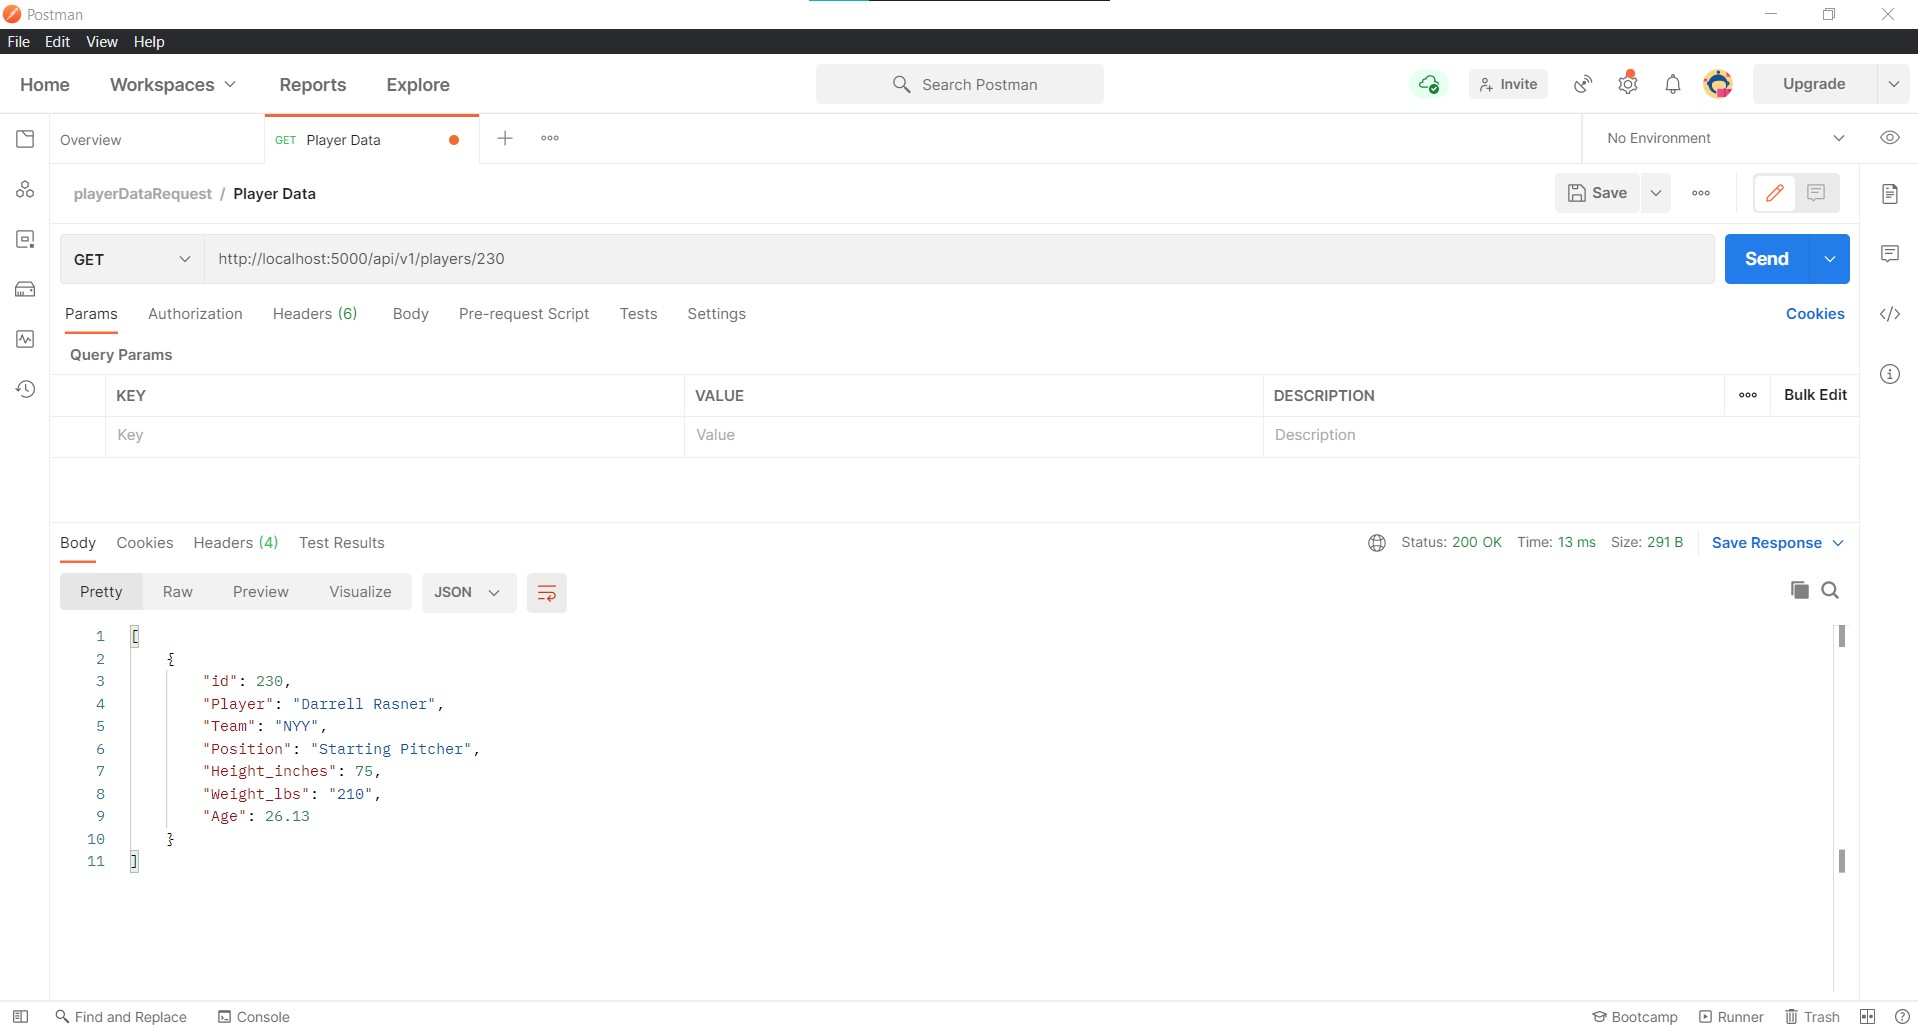 Postman
File Edit View Help
Home Workspaces Reports Explore Search Postman Invite Upgrade
Overview GET Player Data No Environment
playerDataRequest / Player Data Save
GET http://localhost:5000/api/v1/players/230 Send
Params Authorization Headers (6) Body Pre-request Script Tests Settings Cookies
Query Params
KEY VALUE DESCRIPTION Bulk Edit
Key Value Description
Body Cookies Headers (4) Test Results Status: 200 OK Time: 13 ms Size: 291 B Save Response
Pretty Raw Preview Visualize JSON
1 [
2 {
3 "id": 230,
4 "Player": "Darrell Rasner",
5 "Team": "NYY",
6 "Position": "Starting Pitcher",
7 "Height_inches": 75,
8 "Weight_lbs": "210",
9 "Age": 26.13
10 }
11 ]
Find and Replace Console Bootcamp Runner Trash